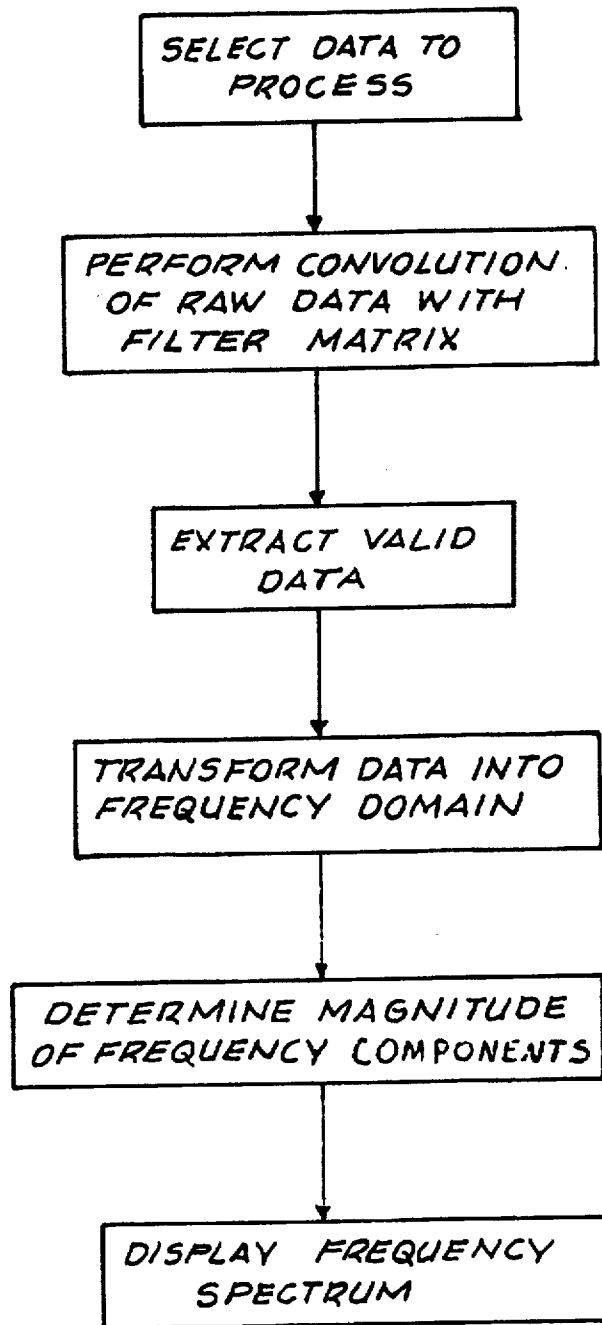 SELECT DATA TO
PROCESS
PERFORM CONVOLUTION.
OF RAW DATA WITH
FILTER MATRIX
EXTRACT VALID
DATA
TRANSFORM DATA INTO
FREQUENCY DOMAIN
DETERMINE MAGNITUDE
OF FREQUENCY COMPONENTS
DISPLAY FREQUENCY
SPECTRUM